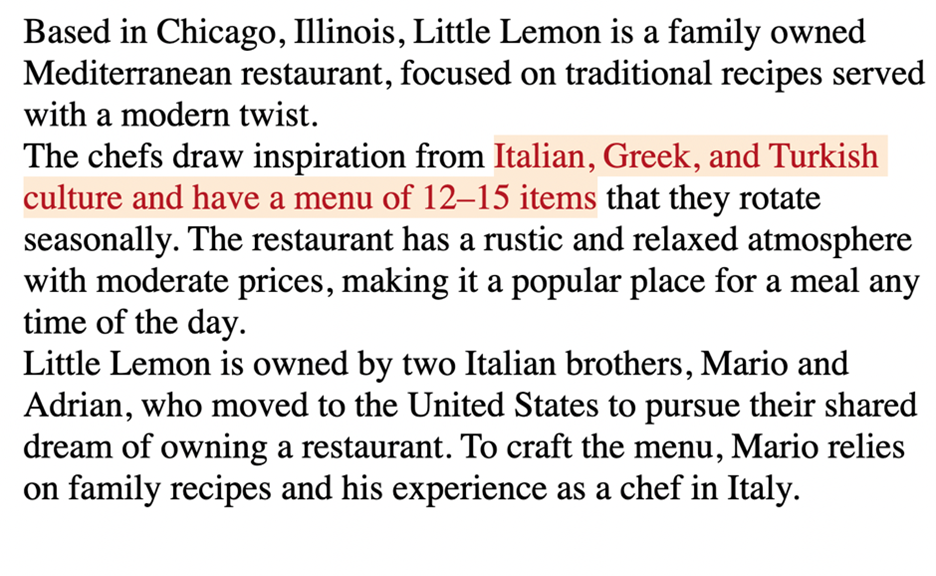 Based in Chicago, Illinois, Little Lemon is a family owned
Mediterranean restaurant, focused on traditional recipes served
with a modern twist.
The chefs draw inspiration from Italian, Greek, and Turkish
culture and have a menu of 12–15 items that they rotate
seasonally. The restaurant has a rustic and relaxed atmosphere
with moderate prices, making it a popular place for a meal any
time of the day.
Little Lemon is owned by two Italian brothers, Mario and
Adrian, who moved to the United States to pursue their shared
dream of owning a restaurant. To craft the menu, Mario relies
on family recipes and his experience as a chef in Italy.